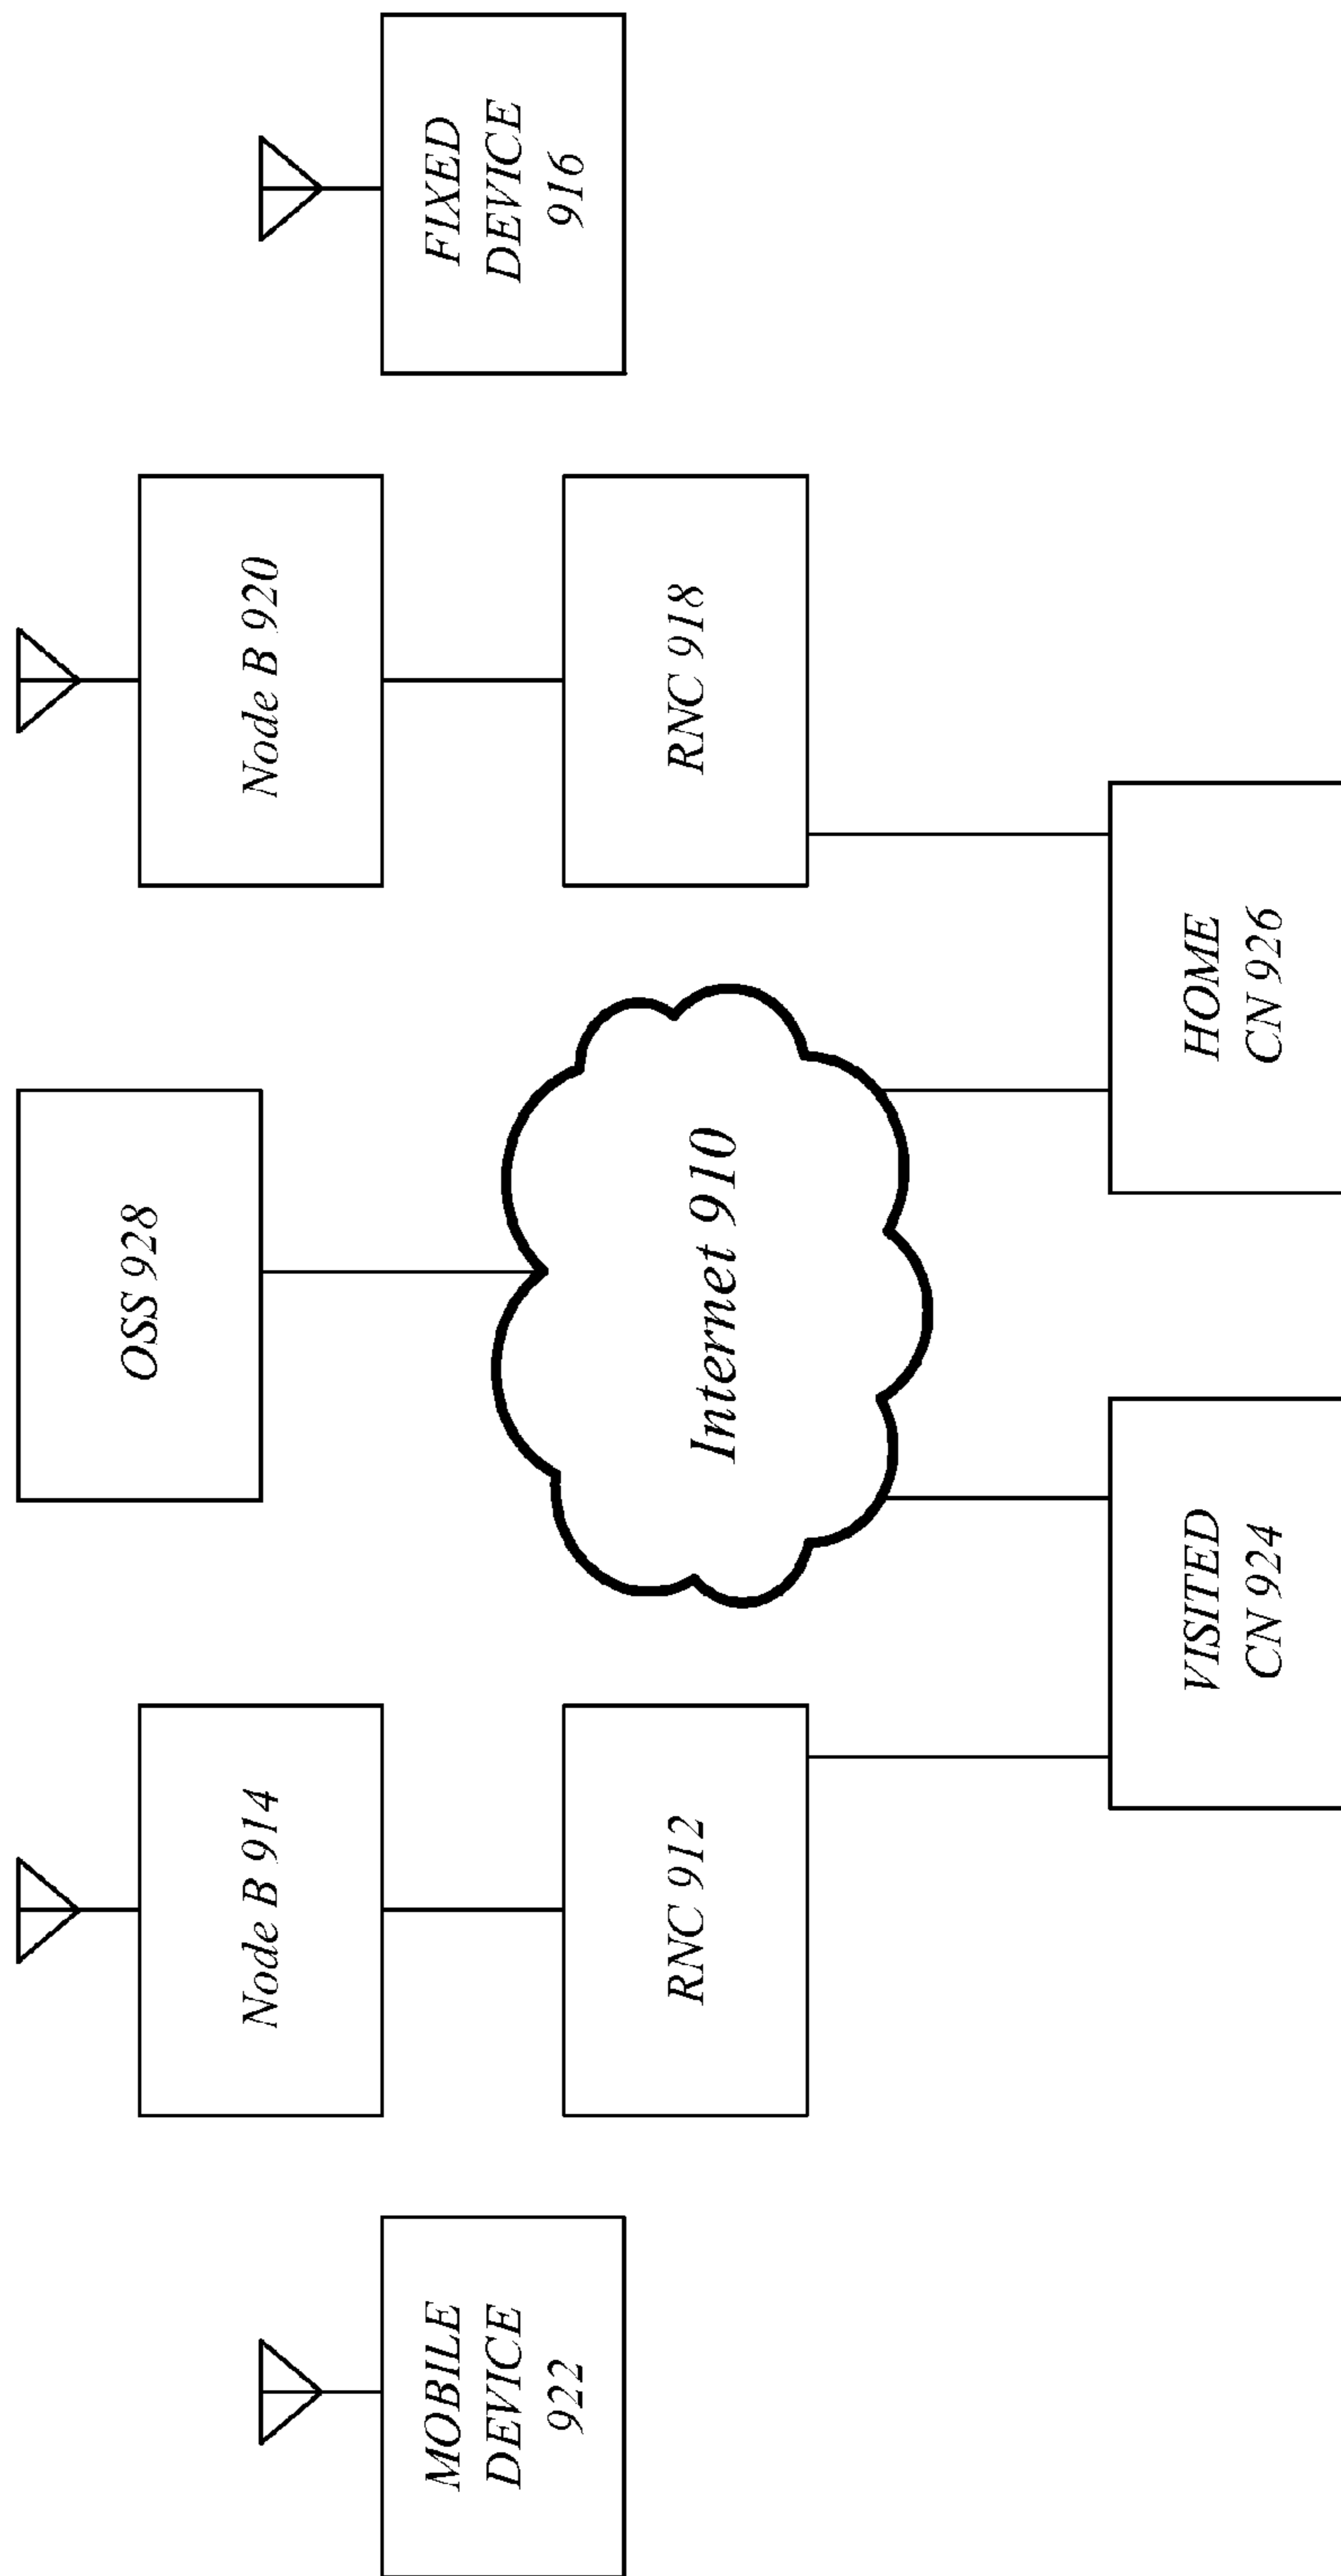 MOBILE
DEVICE
922
Node B 914
RNC 912
VISITED
CN 924
OSS 928
Internet 910
HOME
CN 926
Node B 920
RNC 918
FIXED
DEVICE
916